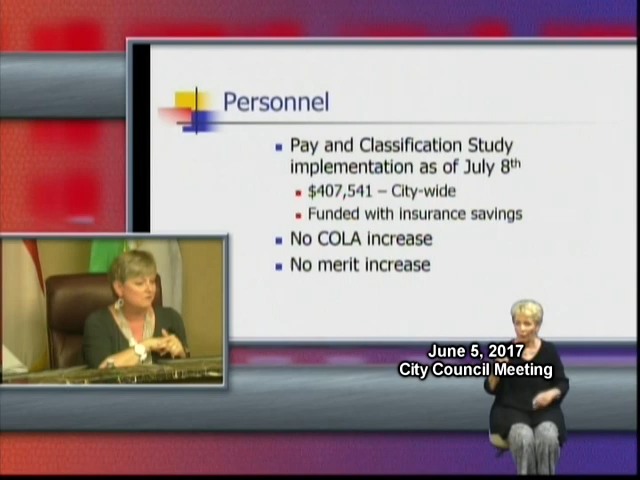 Personnel
Pay and Classification Study
implementation as of July 8th
$407,541 – City-wide
Funded with insurance savings
No COLA increase
No merit increase
June 5, 2017
City Council Meeting